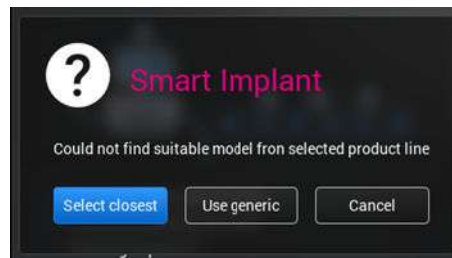 ?
Smart Implant
Could not find suitable model fron selected product line
Select closest
Use generic
Cancel